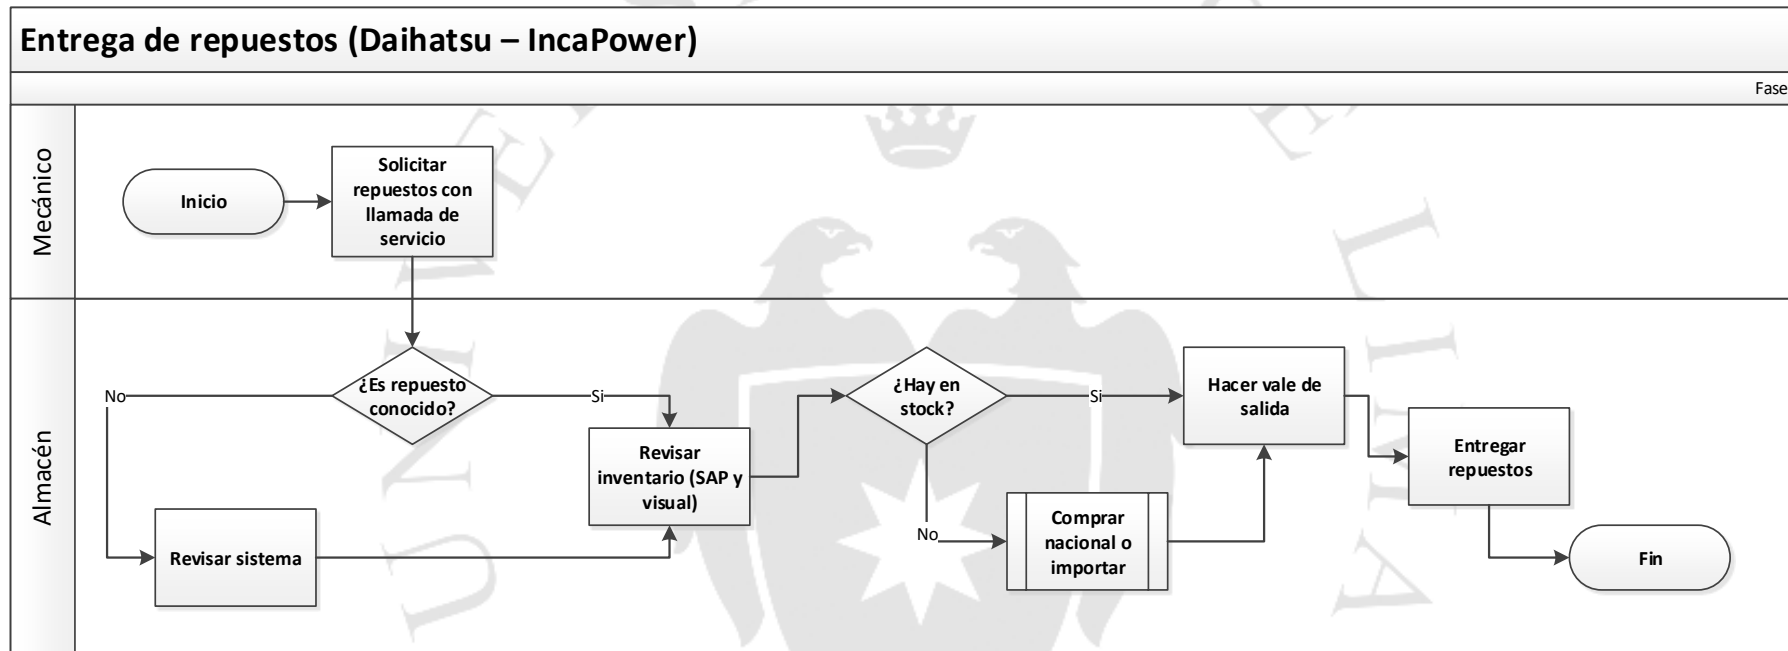 Entrega de repuestos (Daihatsu – IncaPower)
Fase
Mecánico
Inicio
Solicitar
repuestos con
llamada de
servicio
Almacén
¿Es repuesto
conocido?
No
Si
Revisar sistema
Revisar
inventario (SAP y
visual)
¿Hay en
stock?
Si
No
Comprar
nacional o
importar
Hacer vale de
salida
Entregar
repuestos
Fin